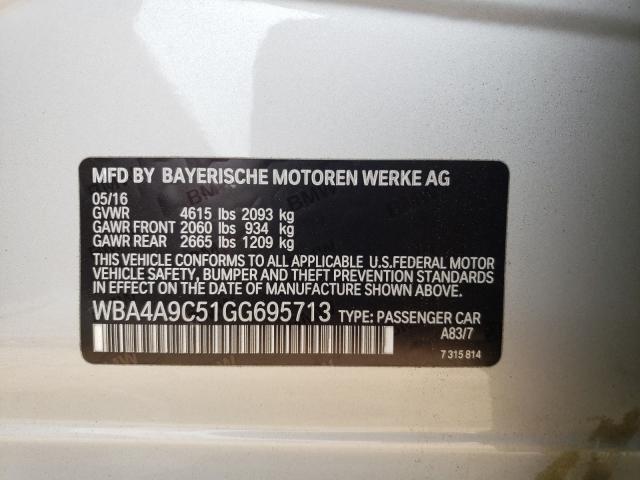 MFD BY BAYERISCHE MOTOREN WERKE AG
05/16
GVWR 4615 lbs 2093 kg
GAWR FRONT 2060 lbs 934 kg
GAWR REAR 2665 lbs 1209 kg
THIS VEHICLE CONFORMS TO ALL APPLICABLE U.S.FEDERAL MOTOR
VEHICLE SAFETY, BUMPER AND THEFT PREVENTION STANDARDS
IN EFFECT ON THE DATE OF MANUFACTURE SHOWN ABOVE.
WBA4A9C51GG695713 TYPE: PASSENGER CAR
A83/7
7 315 814